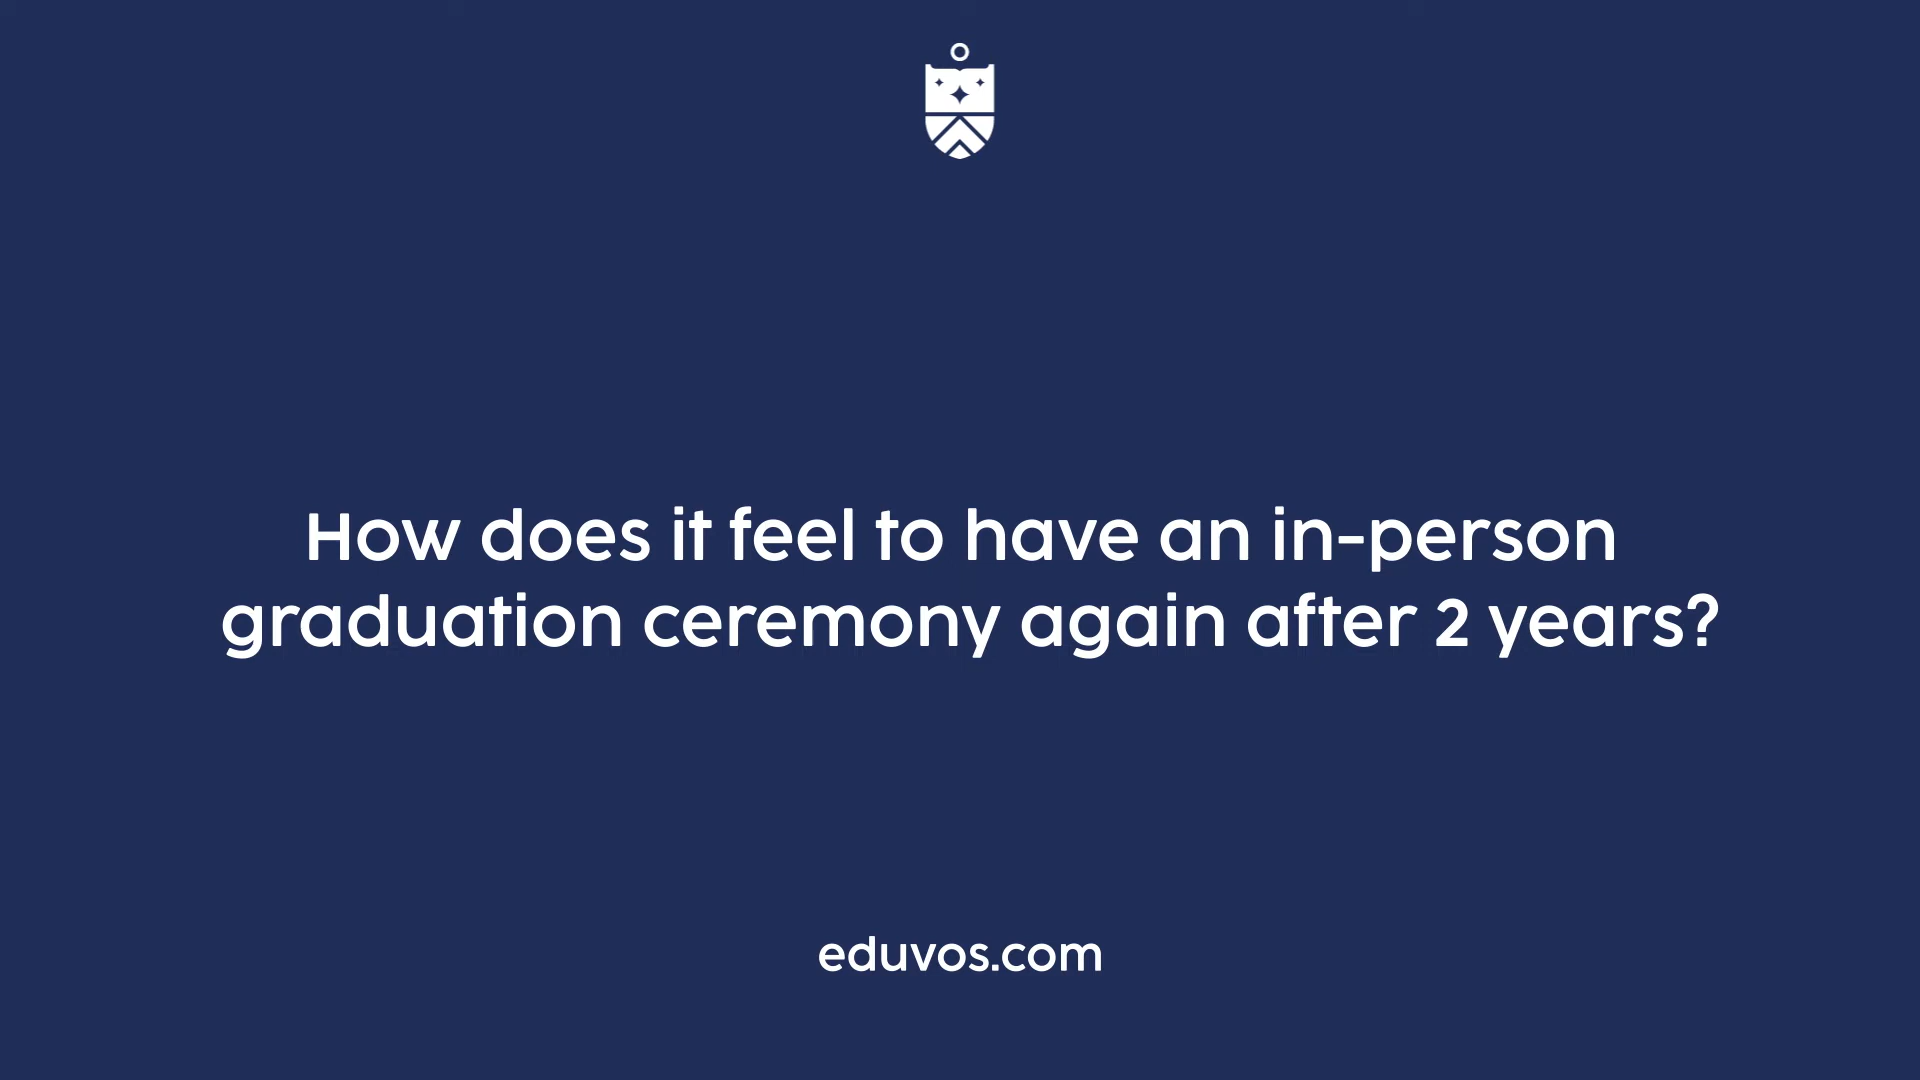 How does it feel to have an in-person
graduation ceremony again after 2 years?
eduvos.com